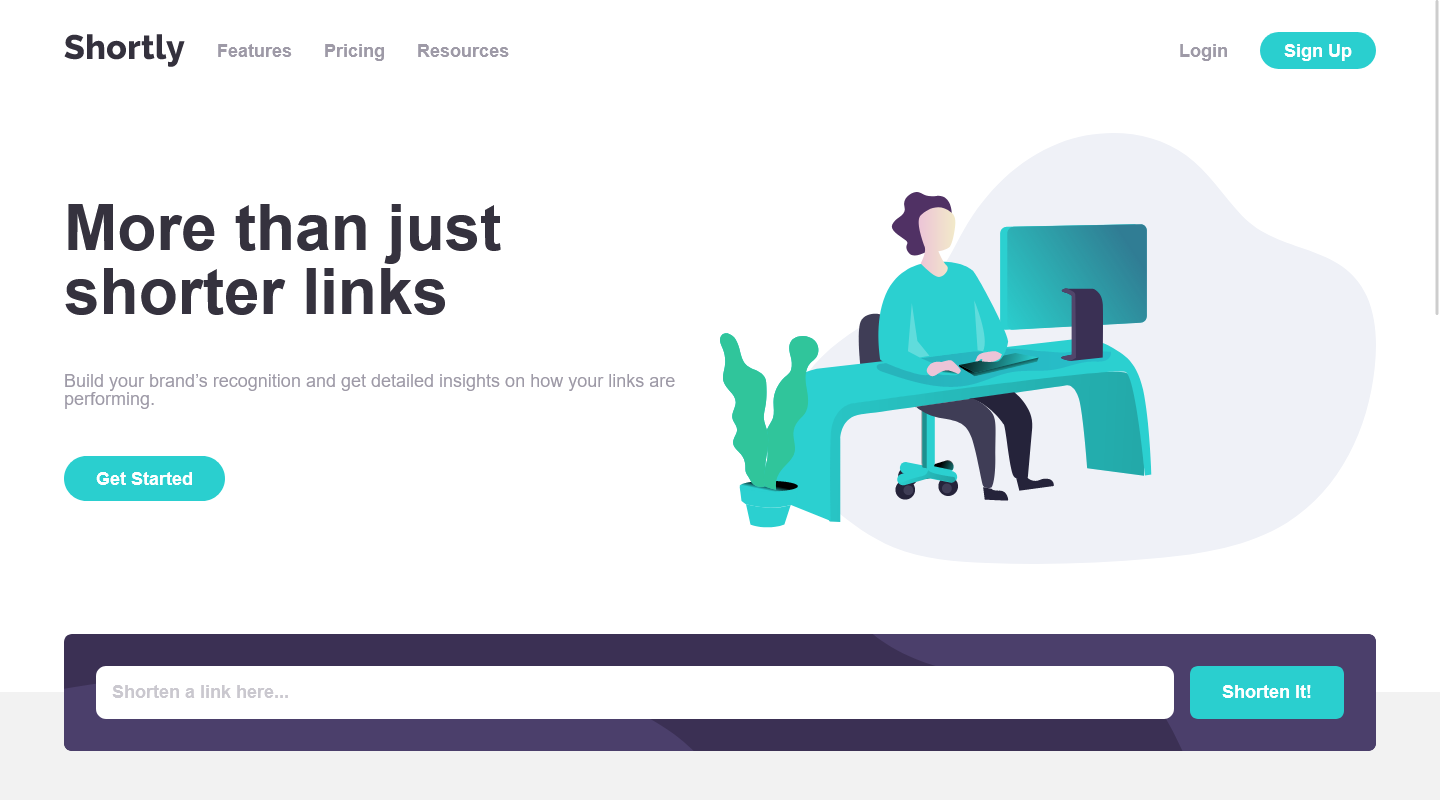 Shortly Features Pricing Resources Login Sign Up
More than just
shorter links
Build your brand’s recognition and get detailed insights on how your links are
performing.
Get Started
Shorten a link here... Shorten It!